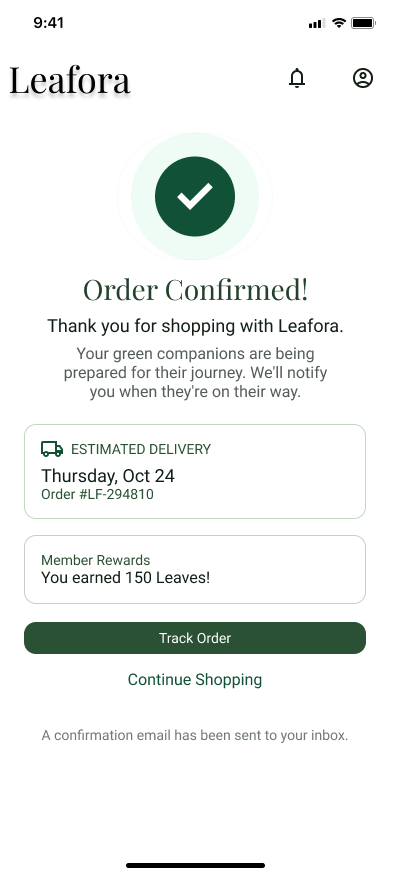 9:41
Leafora
Order Confirmed!
Thank you for shopping with Leafora.
Your green companions are being
prepared for their journey. We'll notify
you when they're on their way.
ESTIMATED DELIVERY
Thursday, Oct 24
Order #LF-294810
Member Rewards
You earned 150 Leaves!
Track Order
Continue Shopping
A confirmation email has been sent to your inbox.